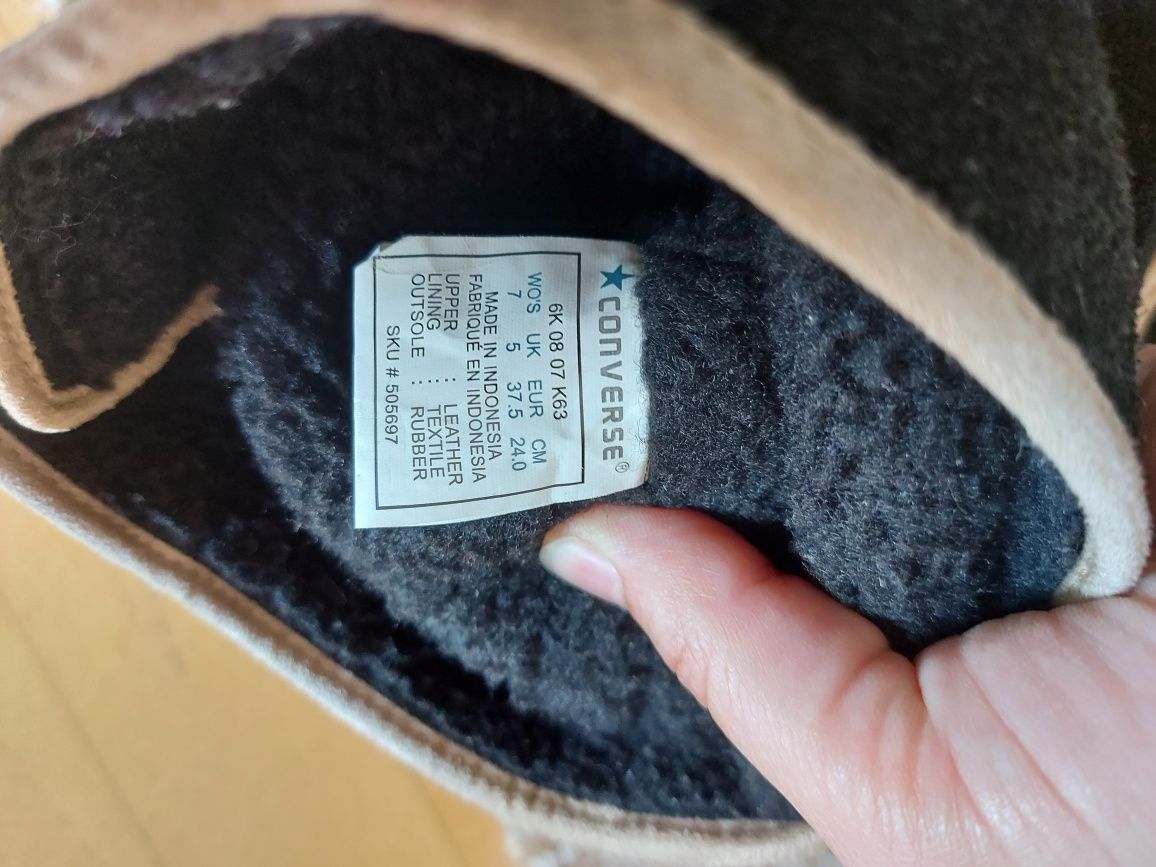 CONVERSE®
6K 08 07 K63
WO'S UK EUR CM
7 5 37.5 24.0
MADE IN INDONESIA
FABRIQUÉ EN INDONESIA
UPPER : LEATHER
LINING : TEXTILE
OUTSOLE : RUBBER
SKU # 505697